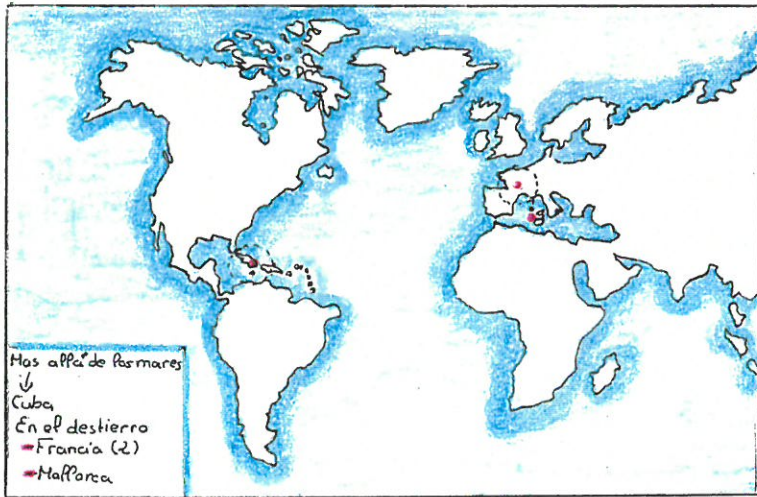 Mas allá de los mares
↓
Cuba
En el destierro
- Francia (2)
- Mallorca